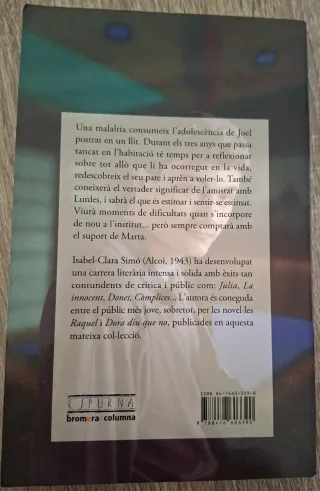 Una malaltia consumeix l'adolescència de Joel
postrat en un llit. Durant els tres anys que passa
tancat en l'habitació té temps per a reflexionar
sobre tot allò que li ha ocorregut en la vida,
redescobreix el seu pare i aprèn a voler-lo. També
coneixerà el vertader significat de l'amistat amb
Lurdes, i sabrà el que és estimar i sentir-se estimat.
Viurà moments de dificultats quan s'incorpore
de nou a l'institut... però sempre comptarà amb
el suport de Marta.
Isabel-Clara Simó (Alcoi, 1943) ha desenvolupat
una carrera literària intensa i sòlida amb èxits tan
contundents de crítica i públic com: Júlia, La
innocent, Dones, Còmplices... L'autora és coneguda
entre el públic més jove, sobretot, per les novel·les
Raquel i Dora diu que no, publicades en aquesta
mateixa col·lecció.
ESPURNA
bromera columna